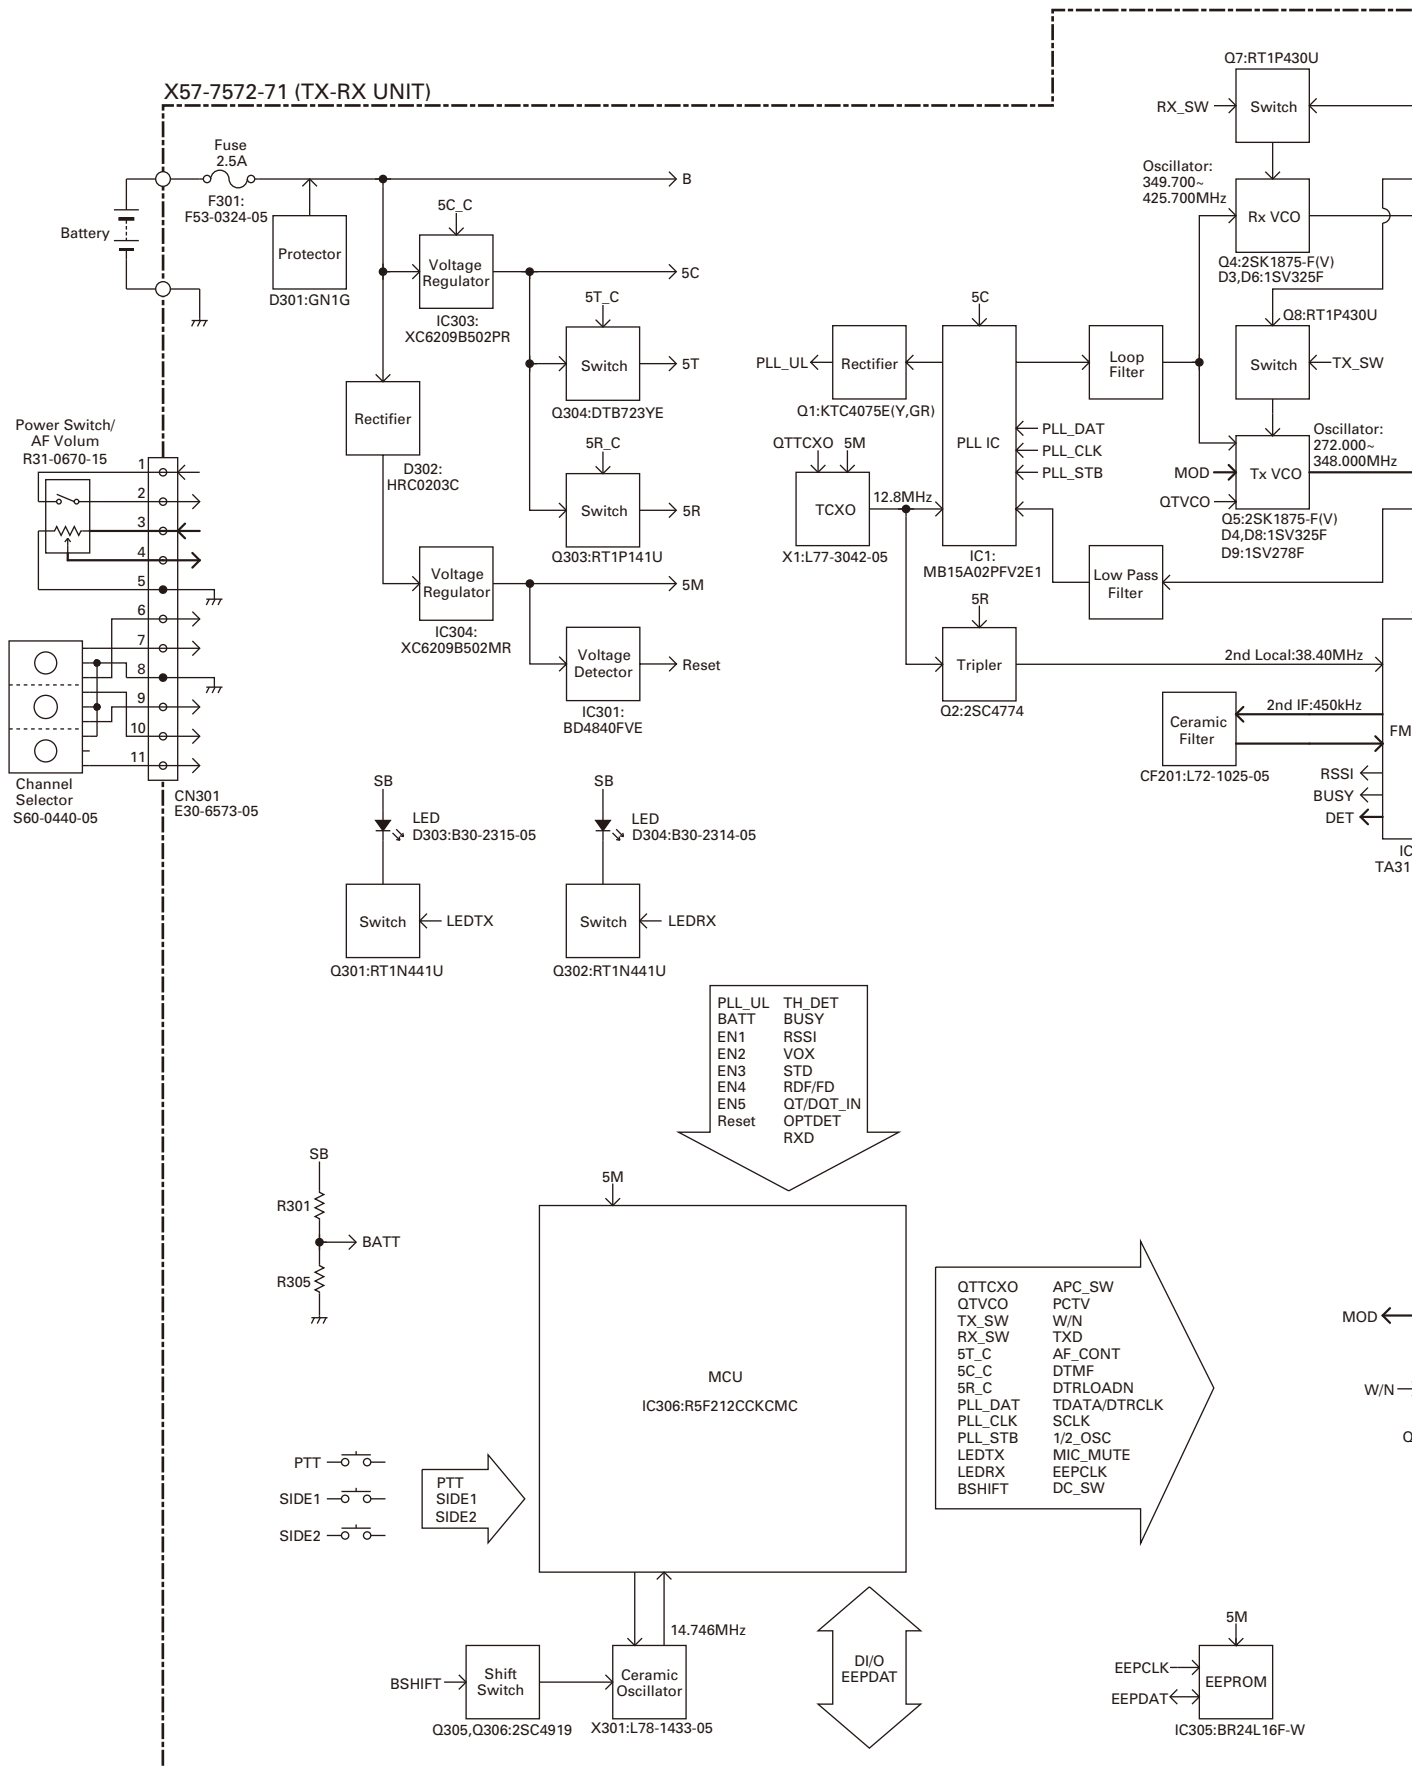 X57-7572-71 (TX-RX UNIT)
Fuse
2.5A
F301:
F53-0324-05
Battery
Protector
D301:GN1G
B
5C_C
Voltage
Regulator
IC303:
XC6209B502PR
5C
5T_C
Switch
Q304:DTB723YE
5T
5R_C
Switch
Q303:RT1P141U
5R
Rectifier
D302:
HRC0203C
Voltage
Regulator
IC304:
XC6209B502MR
5M
Voltage
Detector
IC301:
BD4840FVE
Reset
Power Switch/
AF Volum
R31-0670-15
1
2
3
4
5
6
7
8
9
10
11
Channel
Selector
S60-0440-05
CN301
E30-6573-05
Q7:RT1P430U
RX_SW
Switch
Oscillator:
349.700~
425.700MHz
Rx VCO
Q4:2SK1875-F(V)
D3,D6:1SV325F
Q8:RT1P430U
Switch
TX_SW
Oscillator:
272.000~
348.000MHz
MOD
Tx VCO
QTVCO
Q5:2SK1875-F(V)
D4,D8:1SV325F
D9:1SV278F
5C
PLL_UL
Rectifier
Q1:KTC4075E(Y,GR)
PLL IC
PLL_DAT
PLL_CLK
PLL_STB
IC1:
MB15A02PFV2E1
Loop
Filter
QTTCXO
5M
TCXO
12.8MHz
X1:L77-3042-05
Low Pass
Filter
5R
Tripler
Q2:2SC4774
2nd Local:38.40MHz
2nd IF:450kHz
Ceramic
Filter
CF201:L72-1025-05
FM
RSSI
BUSY
DET
IC
TA31
SB
LED
D303:B30-2315-05
Switch
LEDTX
Q301:RT1N441U
SB
LED
D304:B30-2314-05
Switch
LEDRX
Q302:RT1N441U
PLL_UL TH_DET
BATT BUSY
EN1 RSSI
EN2 VOX
EN3 STD
EN4 RDF/FD
EN5 QT/DQT_IN
Reset OPTDET
RXD
SB
R301
BATT
R305
5M
MCU
IC306:R5F212CCKCMC
QTTCXO APC_SW
QTVCO PCTV
TX_SW W/N
RX_SW TXD
5T_C AF_CONT
5C_C DTMF
5R_C DTRLOADN
PLL_DAT TDATA/DTRCLK
PLL_CLK SCLK
PLL_STB 1/2_OSC
LEDTX MIC_MUTE
LEDRX EEPCLK
BSHIFT DC_SW
MOD
W/N
Q
PTT
SIDE1
SIDE2
PTT
SIDE1
SIDE2
14.746MHz
BSHIFT
Shift
Switch
Q305,Q306:2SC4919
Ceramic
Oscillator
X301:L78-1433-05
DI/O
EEPDAT
5M
EEPCLK
EEPDAT
EEPROM
IC305:BR24L16F-W